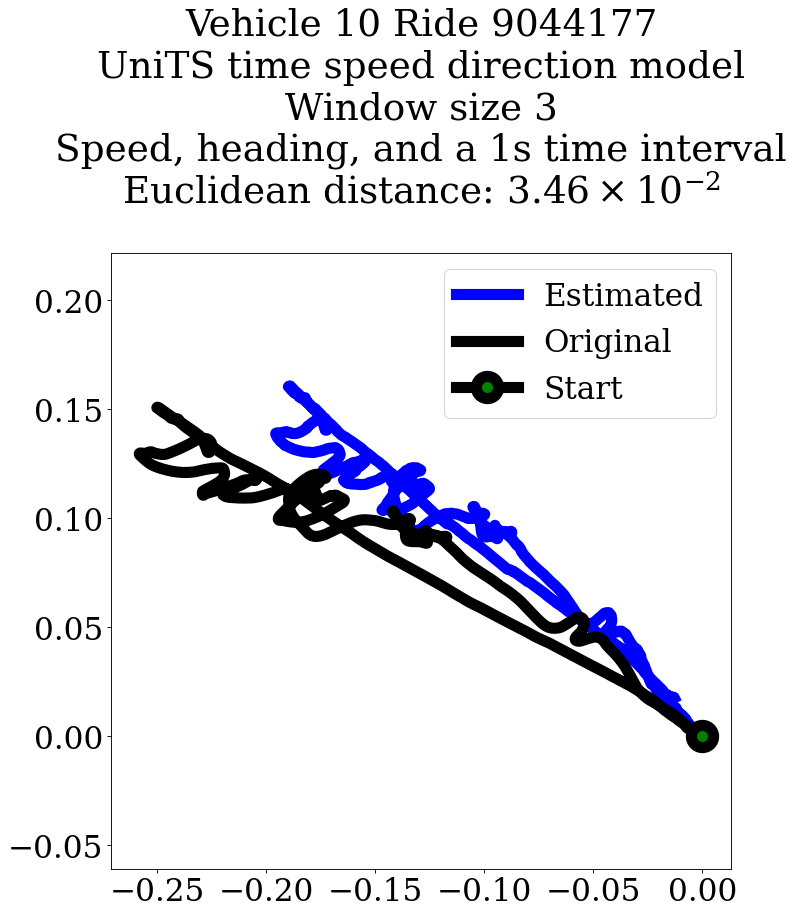 Vehicle 10 Ride 9044177
UniTS time speed direction model
Window size 3
Speed, heading, and a 1s time interval
Euclidean distance: 3.46 × 10⁻²
Estimated
Original
Start
0.20
0.15
0.10
0.05
0.00
−0.05
−0.25 −0.20 −0.15 −0.10 −0.05 0.00